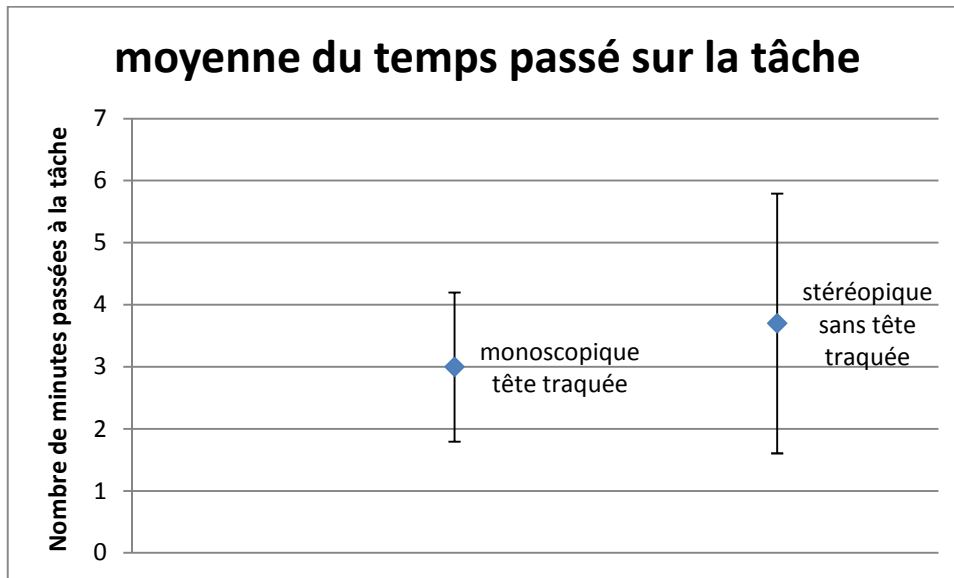 moyenne du temps passé sur la tâche
Nombre de minutes passées à la tâche
7
6
5
4
3
2
1
0
monoscopique
tête traquée
stéréopique
sans tête
traquée